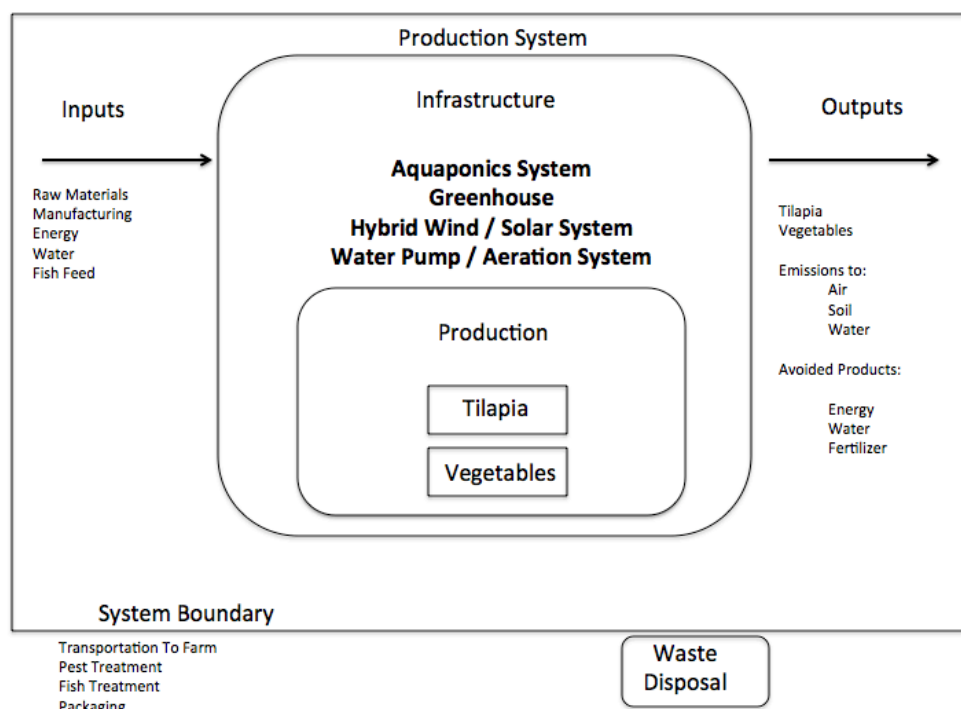 Production System
Inputs
Raw Materials
Manufacturing
Energy
Water
Fish Feed
Infrastructure
Aquaponics System
Greenhouse
Hybrid Wind / Solar System
Water Pump / Aeration System
Production
Tilapia
Vegetables
Outputs
Tilapia
Vegetables
Emissions to:
Air
Soil
Water
Avoided Products:
Energy
Water
Fertilizer
System Boundary
Transportation To Farm
Pest Treatment
Fish Treatment
Packaging
Waste
Disposal